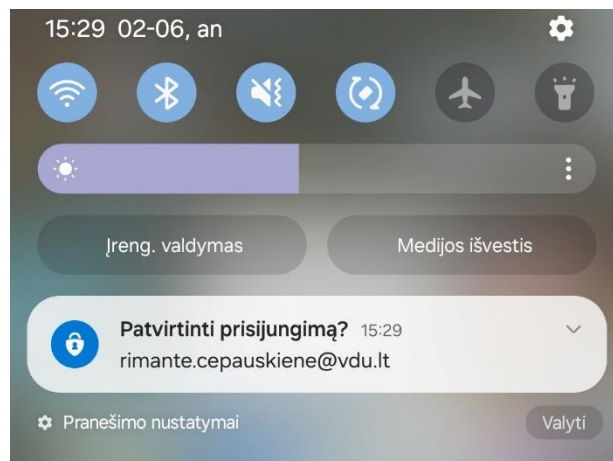 15:29 02-06, an
Įreng. valdymas
Medijos išvestis
Patvirtinti prisijungimą? 15:29
rimante.cepauskiene@vdu.lt
Pranešimo nustatymai
Valyti